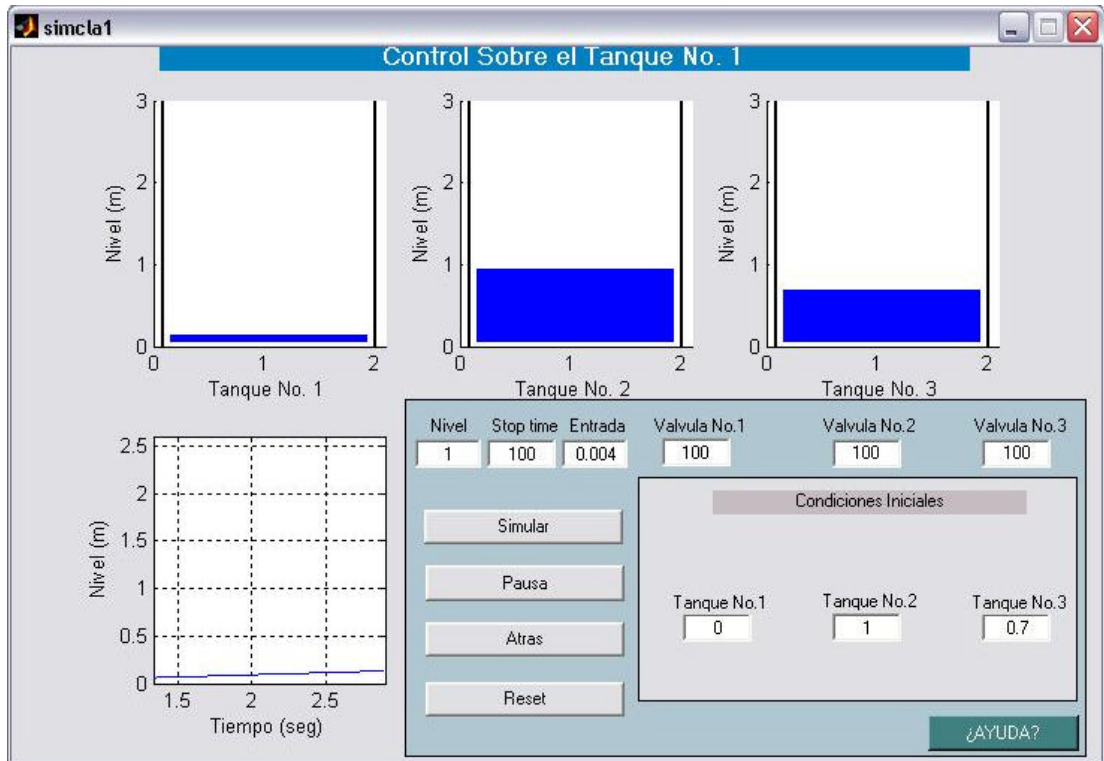 simcla1
Control Sobre el Tanque No. 1
3
2
1
0
Nivel (m)
0 1 2
Tanque No. 1
3
2
1
0
Nivel (m)
0 1 2
Tanque No. 2
3
2
1
0
Nivel (m)
0 1 2
Tanque No. 3
2.5
2
1.5
1
0.5
0
Nivel (m)
1.5 2 2.5
Tiempo (seg)
Nivel Stop time Entrada Valvula No.1 Valvula No.2 Valvula No.3
1 100 0.004 100 100 100
Simular
Pausa
Atras
Reset
Condiciones Iniciales
Tanque No.1 Tanque No.2 Tanque No.3
0 1 0.7
¿AYUDA?